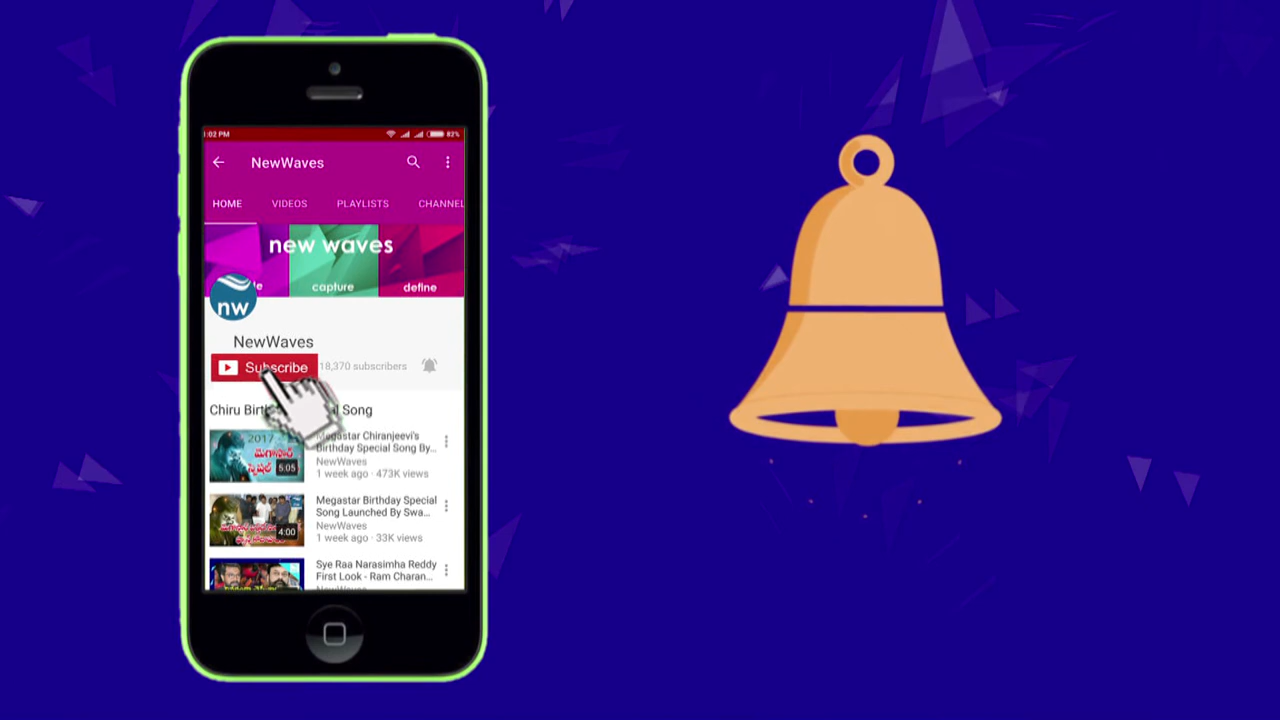 1:02 PM
82%
NewWaves
HOME
VIDEOS
PLAYLISTS
CHANNEL
new waves
capture
define
nw
NewWaves
Subscribe
18,370 subscribers
Chiru Birt
Song
2017
మెగాస్టార్
స్పెషల్
5:05
Megastar Chiranjeevi's
Birthday Special Song By...
NewWaves
1 week ago · 473K views
4:00
Megastar Birthday Special
Song Launched By Swa...
NewWaves
1 week ago · 33K views
Sye Raa Narasimha Reddy
First Look - Ram Charan...
NewWaves